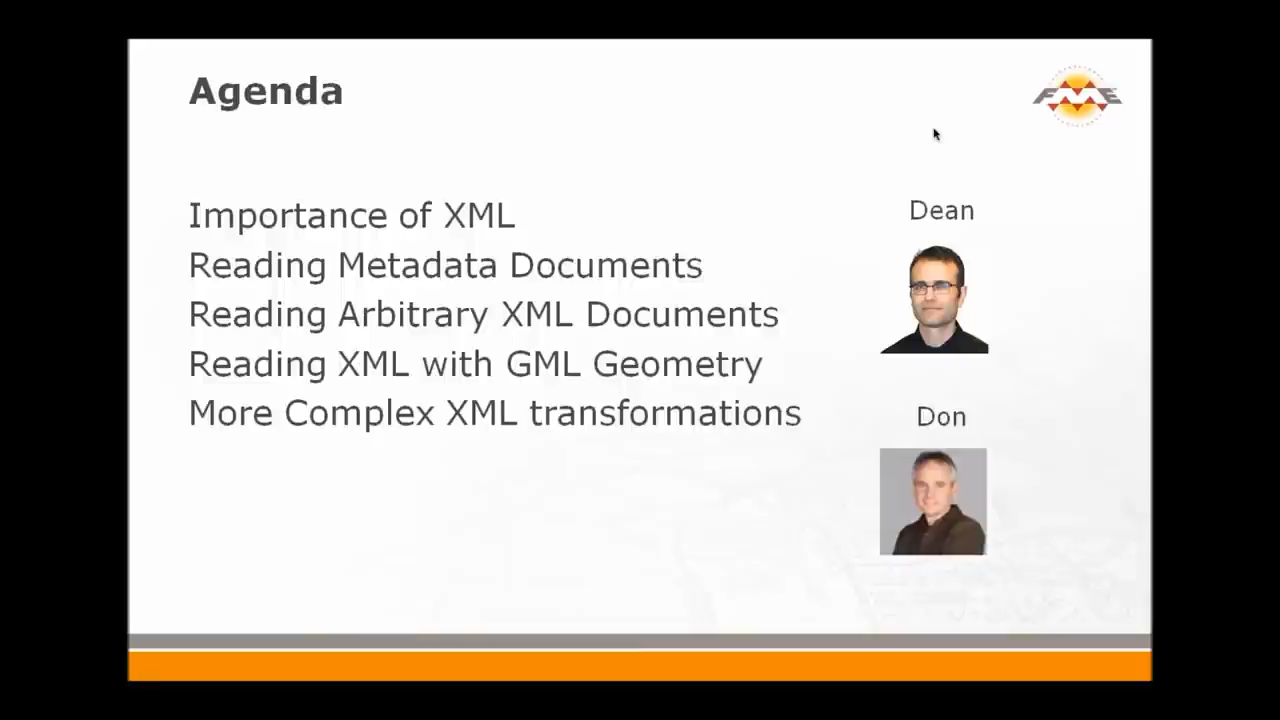 Agenda
FME
Importance of XML
Reading Metadata Documents
Reading Arbitrary XML Documents
Reading XML with GML Geometry
More Complex XML transformations
Dean
Don